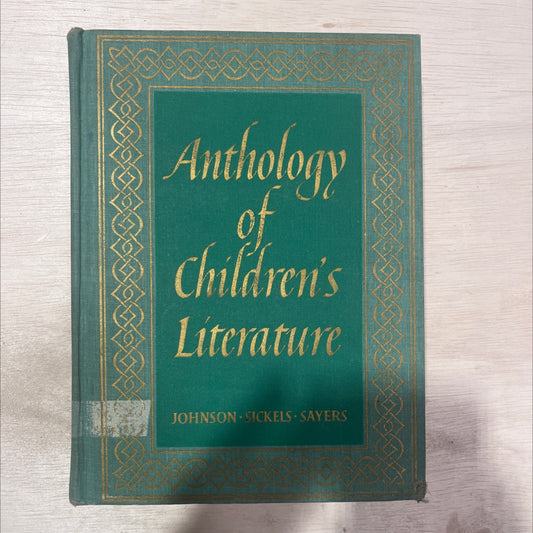 Anthology
of
Children's
Literature
JOHNSON · SICKELS · SAYERS